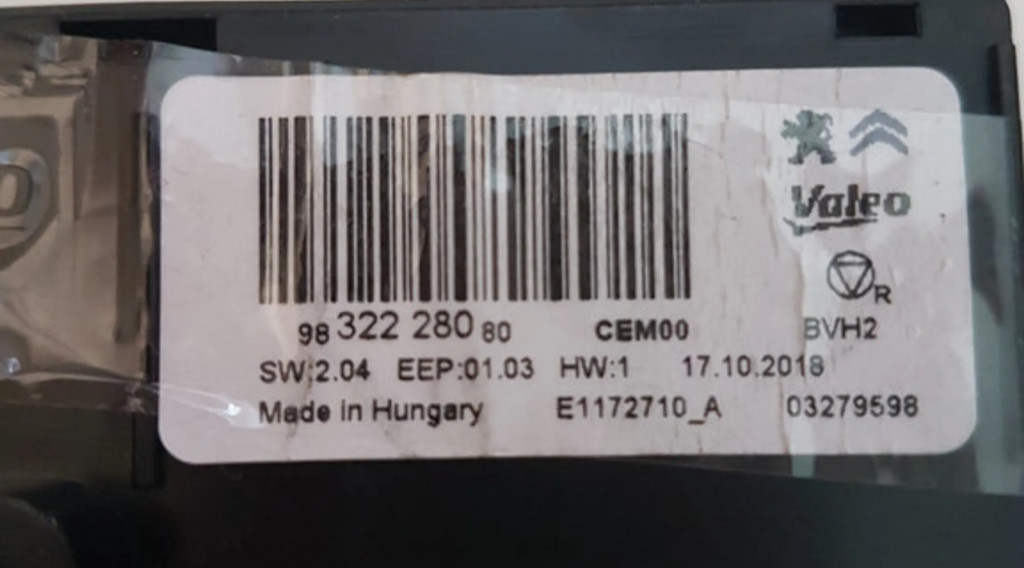 Valeo
R
98 322 280 80 CEM00 BVH2
SW:2.04 EEP:01.03 HW:1 17.10.2018
Made in Hungary E1172710_A 03279598